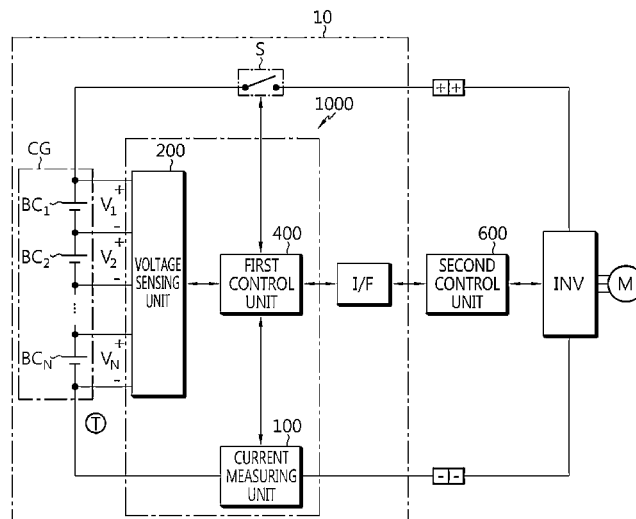 10
S
1000
CG
200
+
BC1
V1
-
+
BC2
V2
-
+
BCN
VN
-
VOLTAGE
SENSING
UNIT
400
FIRST
CONTROL
UNIT
I/F
600
SECOND
CONTROL
UNIT
INV
M
T
100
CURRENT
MEASURING
UNIT
+ +
- -